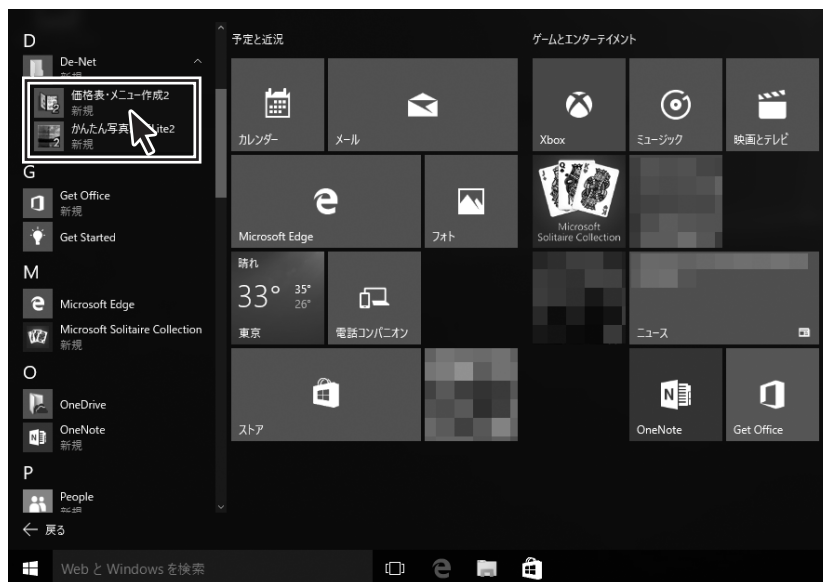 D
De-Net
新規
価格表・メニュー作成2
新規
かんたん写真
ite2
新規
G
Get Office
新規
Get Started
M
Microsoft Edge
Microsoft Solitaire Collection
新規
O
OneDrive
OneNote
新規
P
People
新規
戻る
予定と近況
カレンダー
メール
Microsoft Edge
フォト
晴れ
33° 35°
26°
東京
電話コンパニオン
ストア
ゲームとエンターテイメント
Xbox
ミュージック
映画とテレビ
Microsoft
Solitaire Collection
ニュース
OneNote
Get Office
Web と Windows を検索